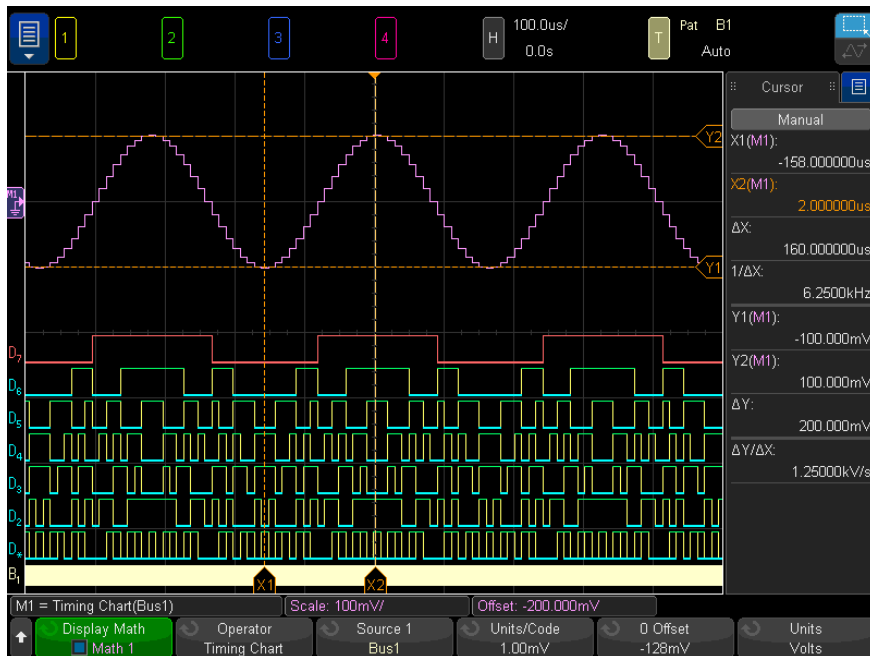 1 2 3 4 H 100.0us/ 0.0s T Pat B1 Auto
Cursor
Manual
X1(M1):
-158.000000us
X2(M1):
2.000000us
ΔX:
160.000000us
1/ΔX:
6.2500kHz
Y1(M1):
-100.000mV
Y2(M1):
100.000mV
ΔY:
200.000mV
ΔY/ΔX:
1.25000kV/s
Y2
M1
Y1
D7
D6
D5
D4
D3
D2
D*
B1
X1 X2
M1 = Timing Chart(Bus1) Scale: 100mV/ Offset: -200.000mV
Display Math Operator Source 1 Units/Code 0 Offset Units
Math 1 Timing Chart Bus1 1.00mV -128mV Volts